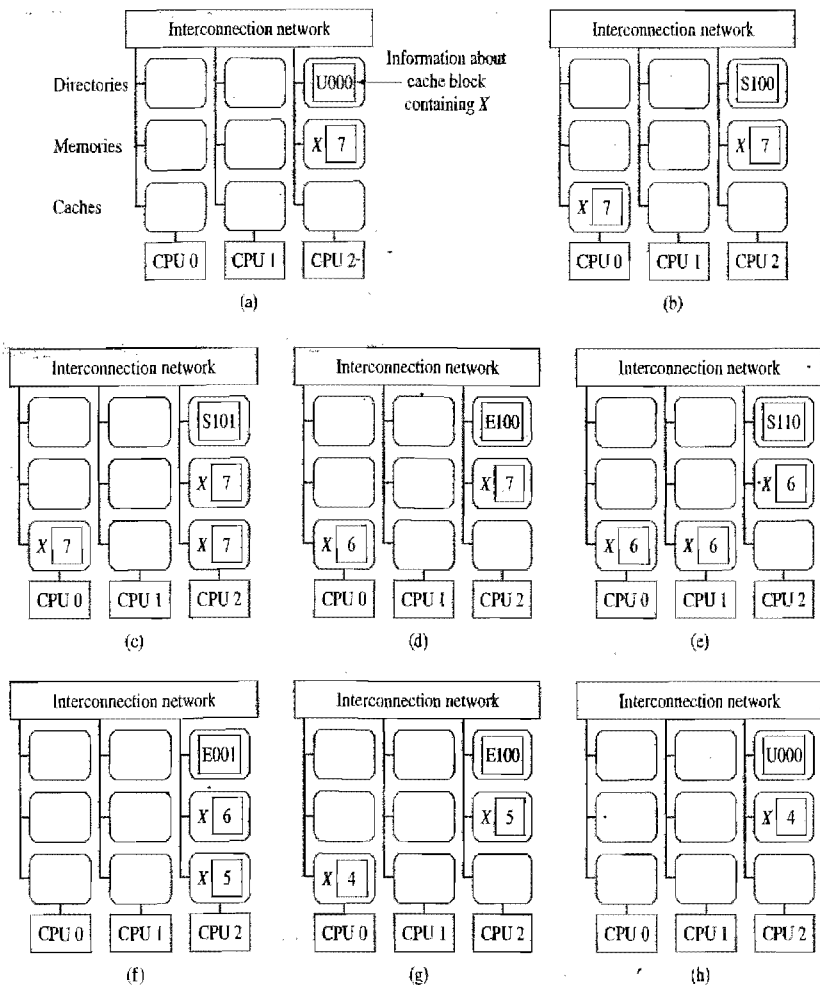 Interconnection network
Directories
U000
Information about
cache block
containing X
Memories
X 7
Caches
CPU 0 CPU 1 CPU 2
(a)
Interconnection network
S100
X 7
X 7
CPU 0 CPU 1 CPU 2
(b)
Interconnection network
S101
X 7
X 7 X 7
CPU 0 CPU 1 CPU 2
(c)
Interconnection network
E100
X 7
X 6
CPU 0 CPU 1 CPU 2
(d)
Interconnection network
S110
X 6
X 6 X 6
CPU 0 CPU 1 CPU 2
(e)
Interconnection network
E001
X 6
X 5
CPU 0 CPU 1 CPU 2
(f)
Interconnection network
E100
X 5
X 4
CPU 0 CPU 1 CPU 2
(g)
Interconnection network
U000
X 4
CPU 0 CPU 1 CPU 2
(h)